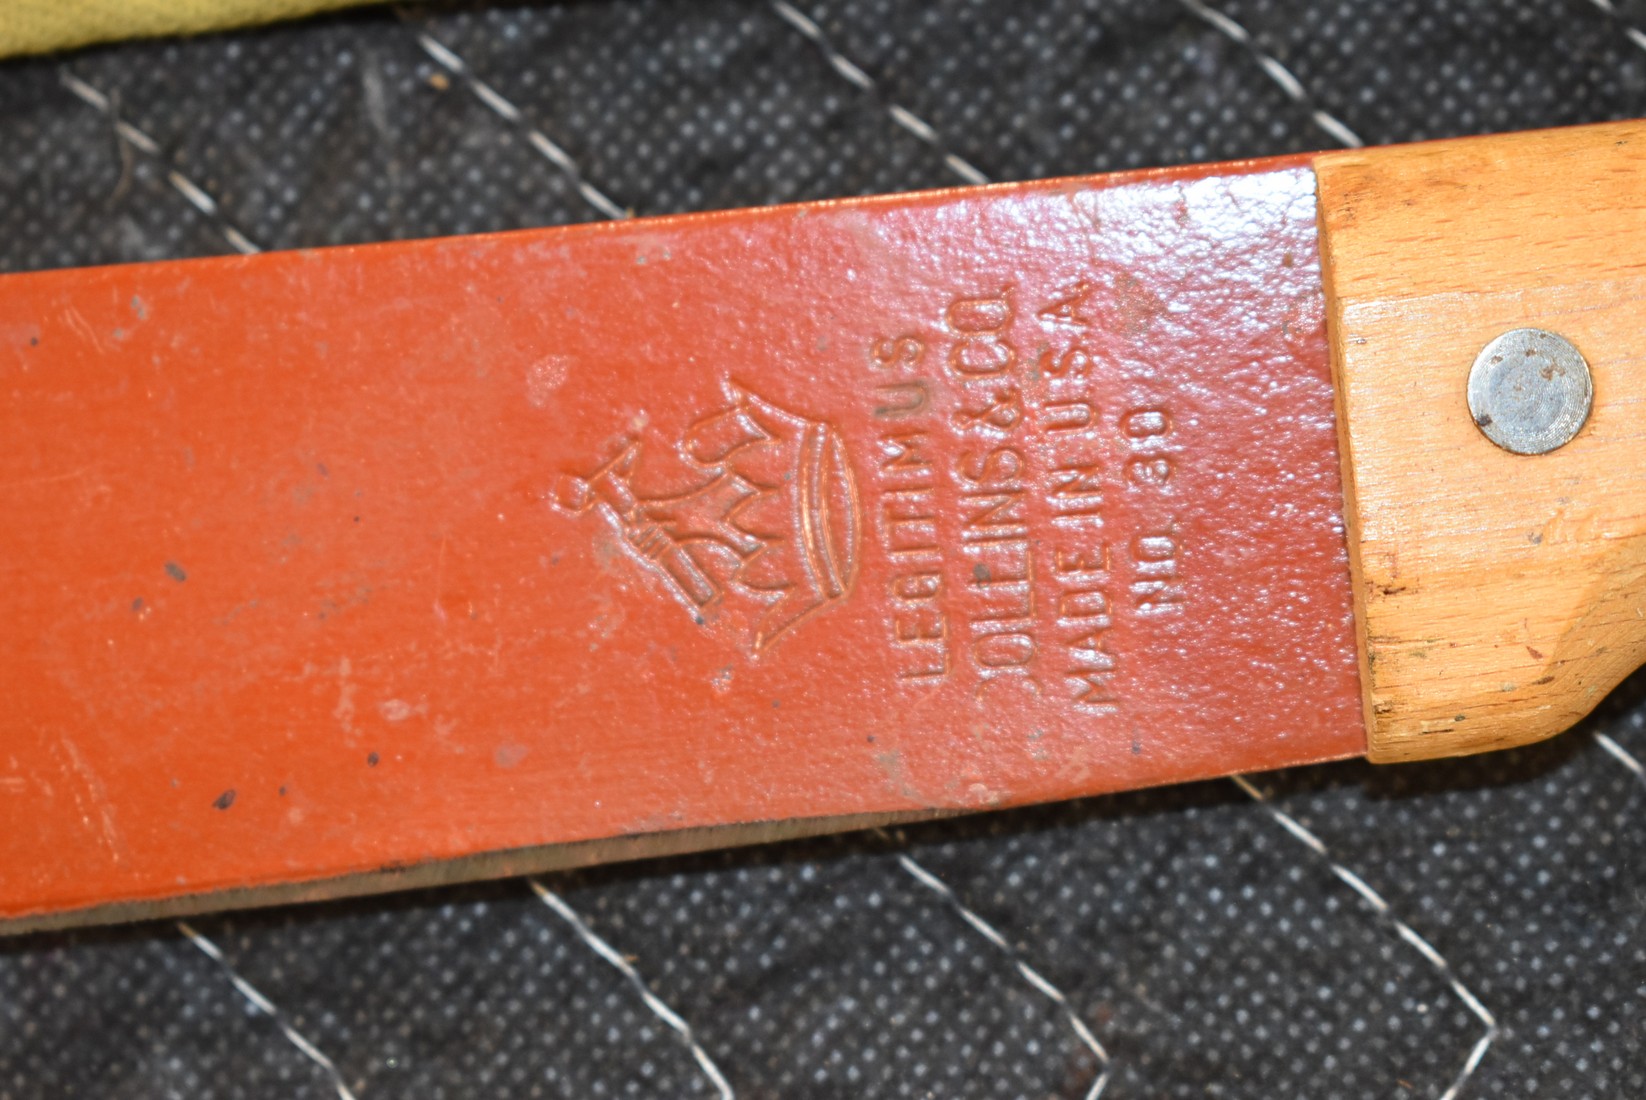 LEGITIMUS
COLLINS & CO.
MADE IN U.S.A.
NO. 30